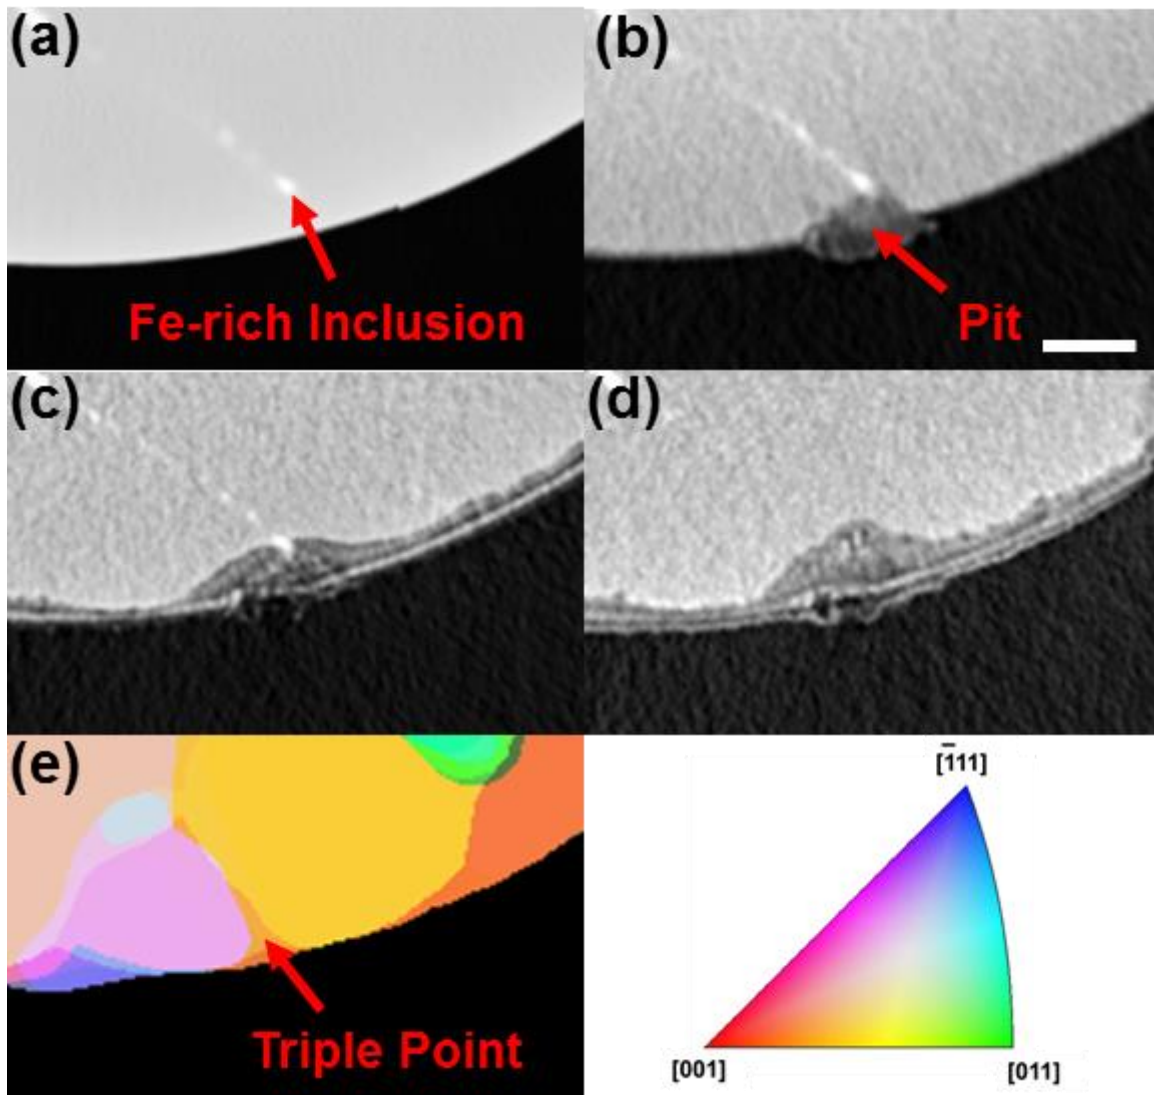 (a)
(b)
Fe-rich Inclusion
Pit
(c)
(d)
(e)
Triple Point
[1̅11]
[001]
[011]